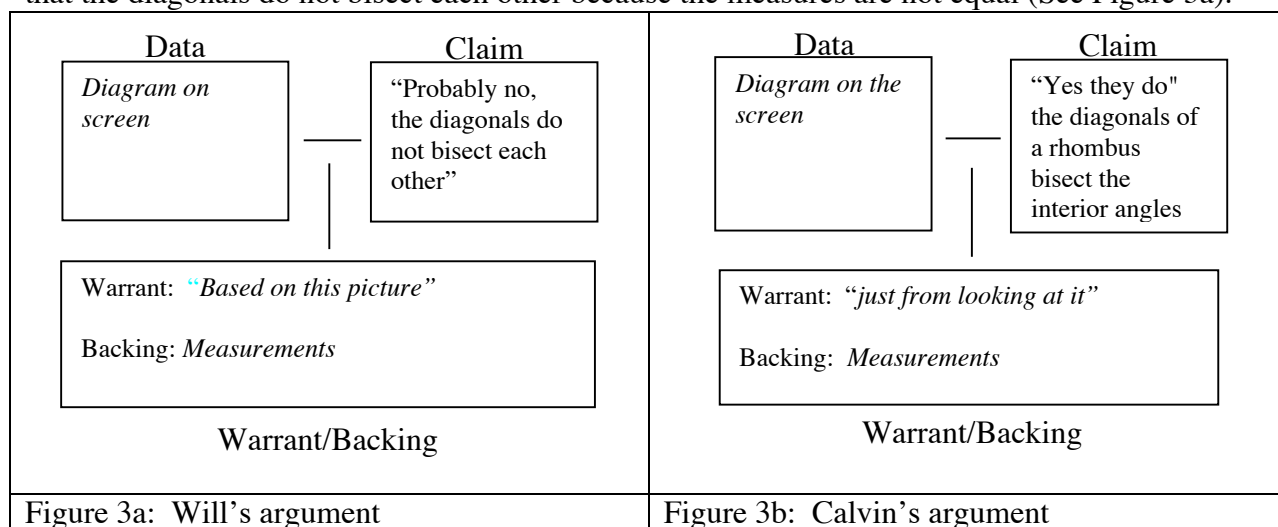 that the diagonals do not bisect each other because the measures are not equal (See Figure 3a).
Data
Claim
Diagram on
screen
“Probably no,
the diagonals do
not bisect each
other”
Warrant: “Based on this picture”
Backing: Measurements
Warrant/Backing
Figure 3a: Will’s argument
Data
Claim
Diagram on the
screen
“Yes they do"
the diagonals of
a rhombus
bisect the
interior angles
Warrant: “just from looking at it”
Backing: Measurements
Warrant/Backing
Figure 3b: Calvin’s argument